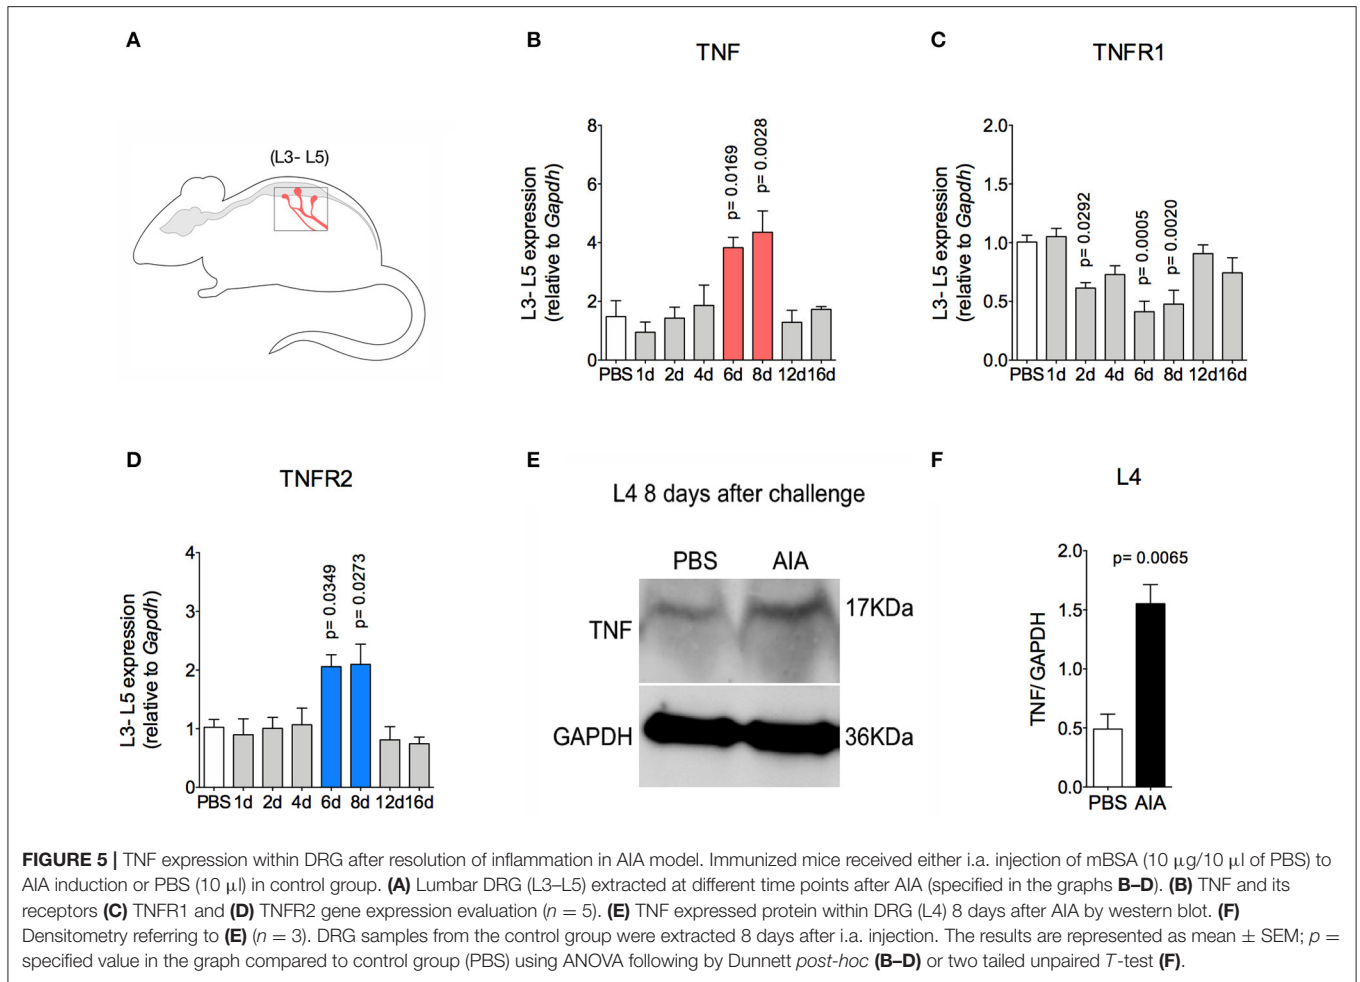 A
(L3- L5)
B
TNF
L3- L5 expression
(relative to Gapdh)
8
6
4
2
0
p= 0.0169
p= 0.0028
PBS 1d 2d 4d 6d 8d 12d 16d
C
TNFR1
L3- L5 expression
(relative to Gapdh)
2.0
1.5
1.0
0.5
0.0
p= 0.0292
p= 0.0005
p= 0.0020
PBS 1d 2d 4d 6d 8d 12d 16d
D
TNFR2
L3- L5 expression
(relative to Gapdh)
4
3
2
1
0
p= 0.0349
p= 0.0273
PBS 1d 2d 4d 6d 8d 12d 16d
E
L4 8 days after challenge
PBS AIA
TNF 17KDa
GAPDH 36KDa
F
L4
TNF/ GAPDH
2.0
1.5
1.0
0.5
0.0
p= 0.0065
PBS AIA
FIGURE 5 | TNF expression within DRG after resolution of inflammation in AIA model. Immunized mice received either i.a. injection of mBSA (10 μg/10 μl of PBS) to
AIA induction or PBS (10 μl) in control group. (A) Lumbar DRG (L3–L5) extracted at different time points after AIA (specified in the graphs B–D). (B) TNF and its
receptors (C) TNFR1 and (D) TNFR2 gene expression evaluation (n = 5). (E) TNF expressed protein within DRG (L4) 8 days after AIA by western blot. (F)
Densitometry referring to (E) (n = 3). DRG samples from the control group were extracted 8 days after i.a. injection. The results are represented as mean ± SEM; p =
specified value in the graph compared to control group (PBS) using ANOVA following by Dunnett post-hoc (B–D) or two tailed unpaired T-test (F).